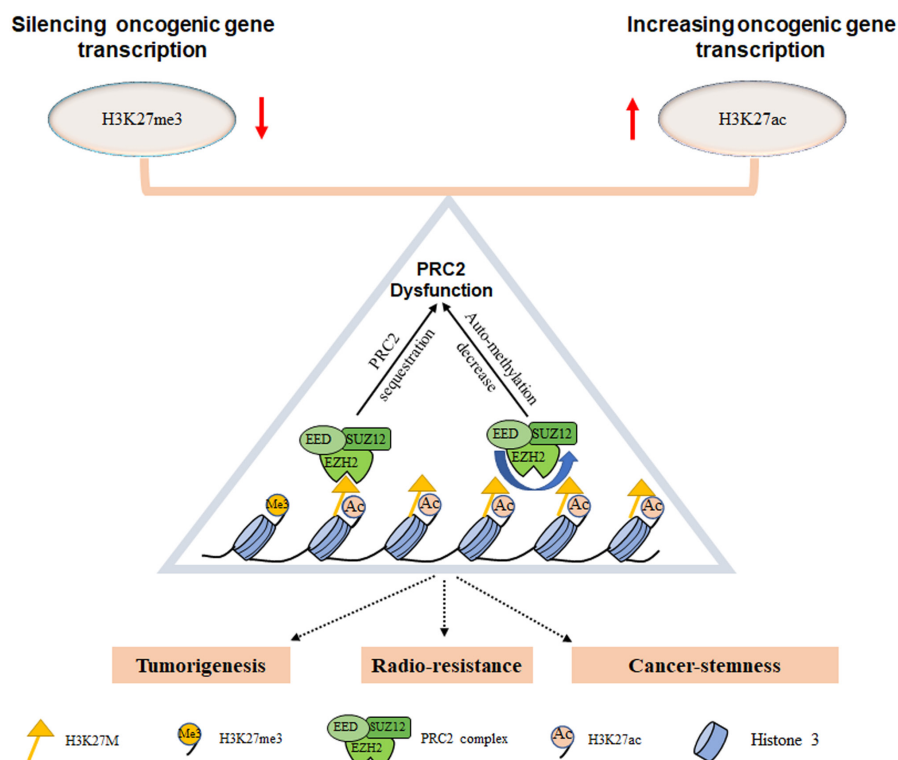 Silencing oncogenic gene
transcription
Increasing oncogenic gene
transcription
H3K27me3
H3K27ac
PRC2
Dysfunction
PRC2
sequestration
Auto-methylation
decrease
EED
SUZ12
EZH2
EED
SUZ12
EZH2
Me3
Ac
Ac
Ac
Ac
Ac
Tumorigenesis
Radio-resistance
Cancer-stemness
H3K27M
Me3
H3K27me3
EED
SUZ12
EZH2
PRC2 complex
Ac
H3K27ac
Histone 3